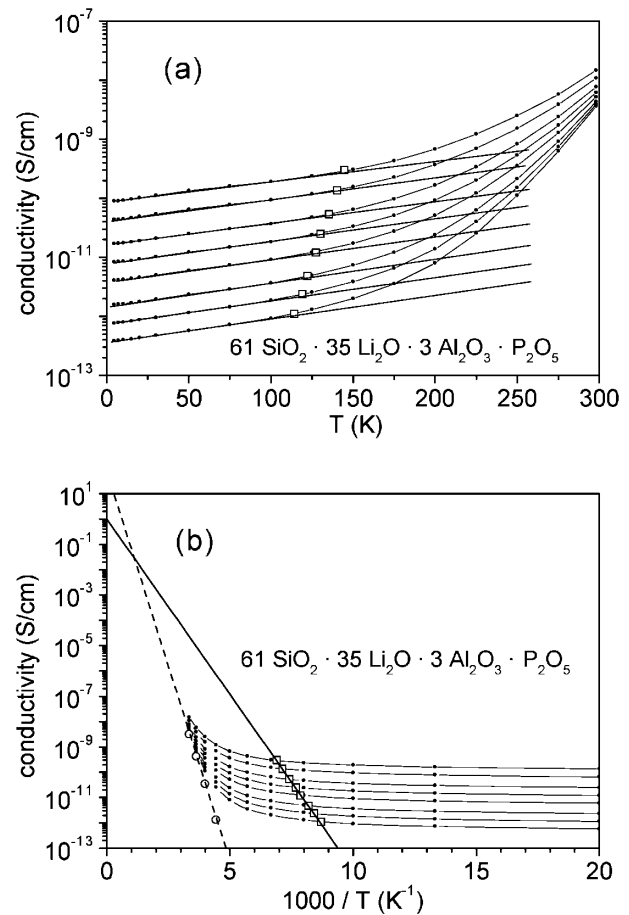 10⁻⁷
(a)
10⁻⁹
10⁻¹¹
10⁻¹³
conductivity (S/cm)
61 SiO₂ · 35 Li₂O · 3 Al₂O₃ · P₂O₅
0 50 100 150 200 250 300
T (K)
10¹
(b)
10⁻¹
10⁻³
10⁻⁵
10⁻⁷
10⁻⁹
10⁻¹¹
10⁻¹³
conductivity (S/cm)
61 SiO₂ · 35 Li₂O · 3 Al₂O₃ · P₂O₅
0 5 10 15 20
1000 / T (K⁻¹)